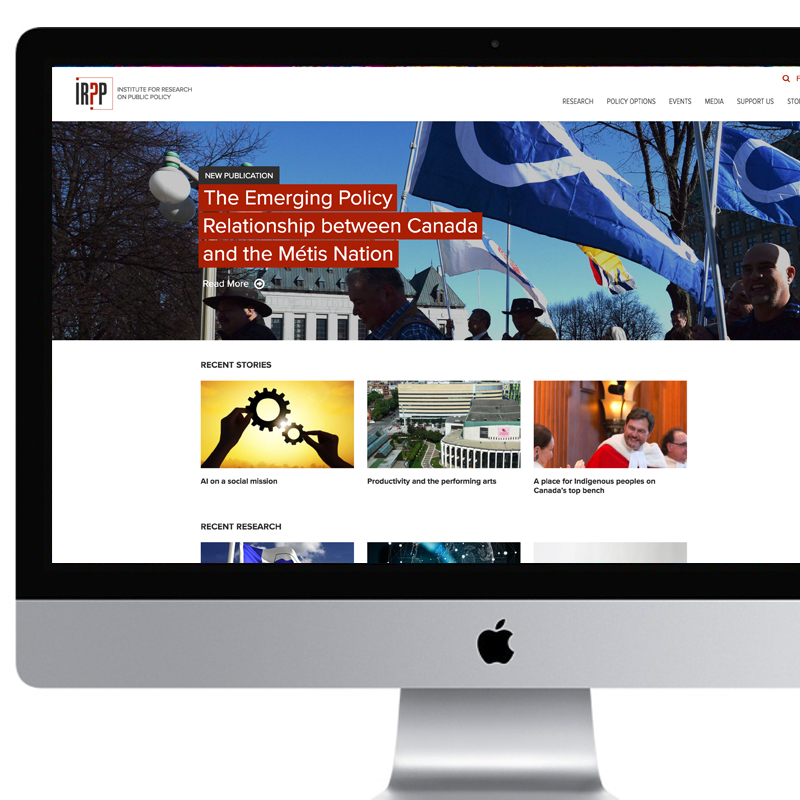 IRPP
INSTITUTE FOR RESEARCH
ON PUBLIC POLICY
RESEARCH POLICY OPTIONS EVENTS MEDIA SUPPORT US
NEW PUBLICATION
The Emerging Policy
Relationship between Canada
and the Métis Nation
Read More
RECENT STORIES
AI on a social mission
Productivity and the performing arts
A place for Indigenous peoples on
Canada's top bench
RECENT RESEARCH